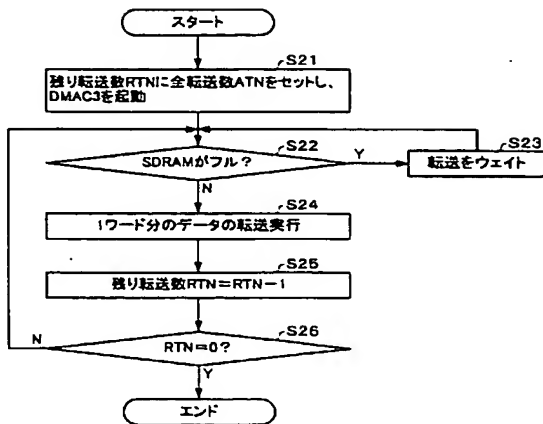 スタート
S21
残り転送数RTNに全転送数ATNをセットし、
DMAC3を起動
S22
SDRAMがフル?
Y
S23
転送をウェイト
N
S24
1ワード分のデータの転送実行
S25
残り転送数RTN=RTN-1
S26
RTN=0?
N
Y
エンド